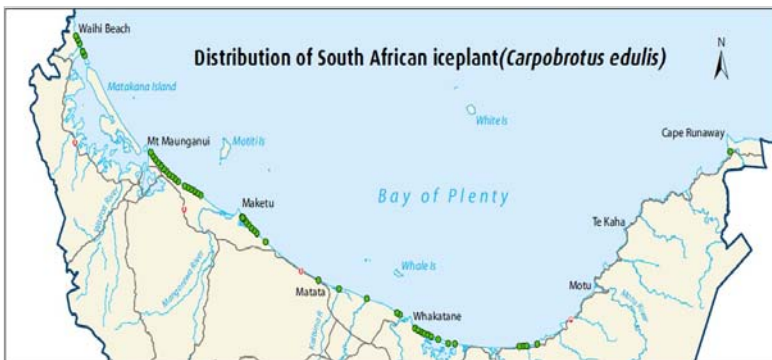 Waihi Beach
Distribution of South African iceplant(Carpobrotus edulis)
N
Matakana Island
White Is
Mt Maunganui
Motiti Is
Cape Runaway
Bay of Plenty
Maketu
Te Kaha
Whale Is
Matata
Motu
Whakatane